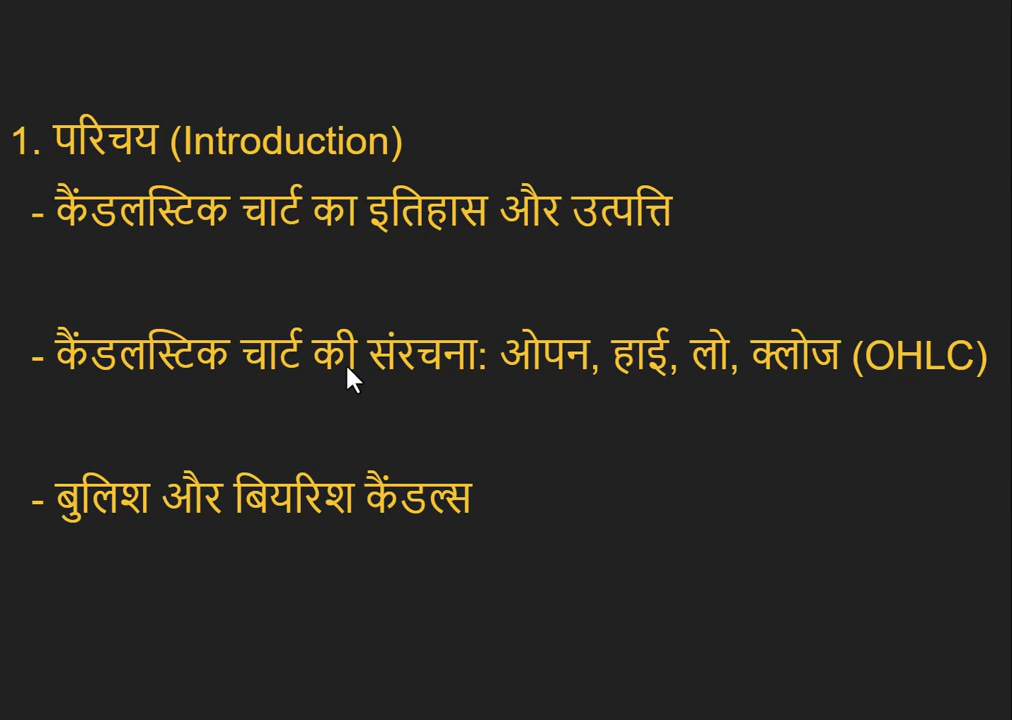 1. परिचय (Introduction)
- कैंडलस्टिक चार्ट का इतिहास और उत्पत्ति
- कैंडलस्टिक चार्ट की संरचना: ओपन, हाई, लो, क्लोज (OHLC)
- बुलिश और बियरिश कैंडल्स